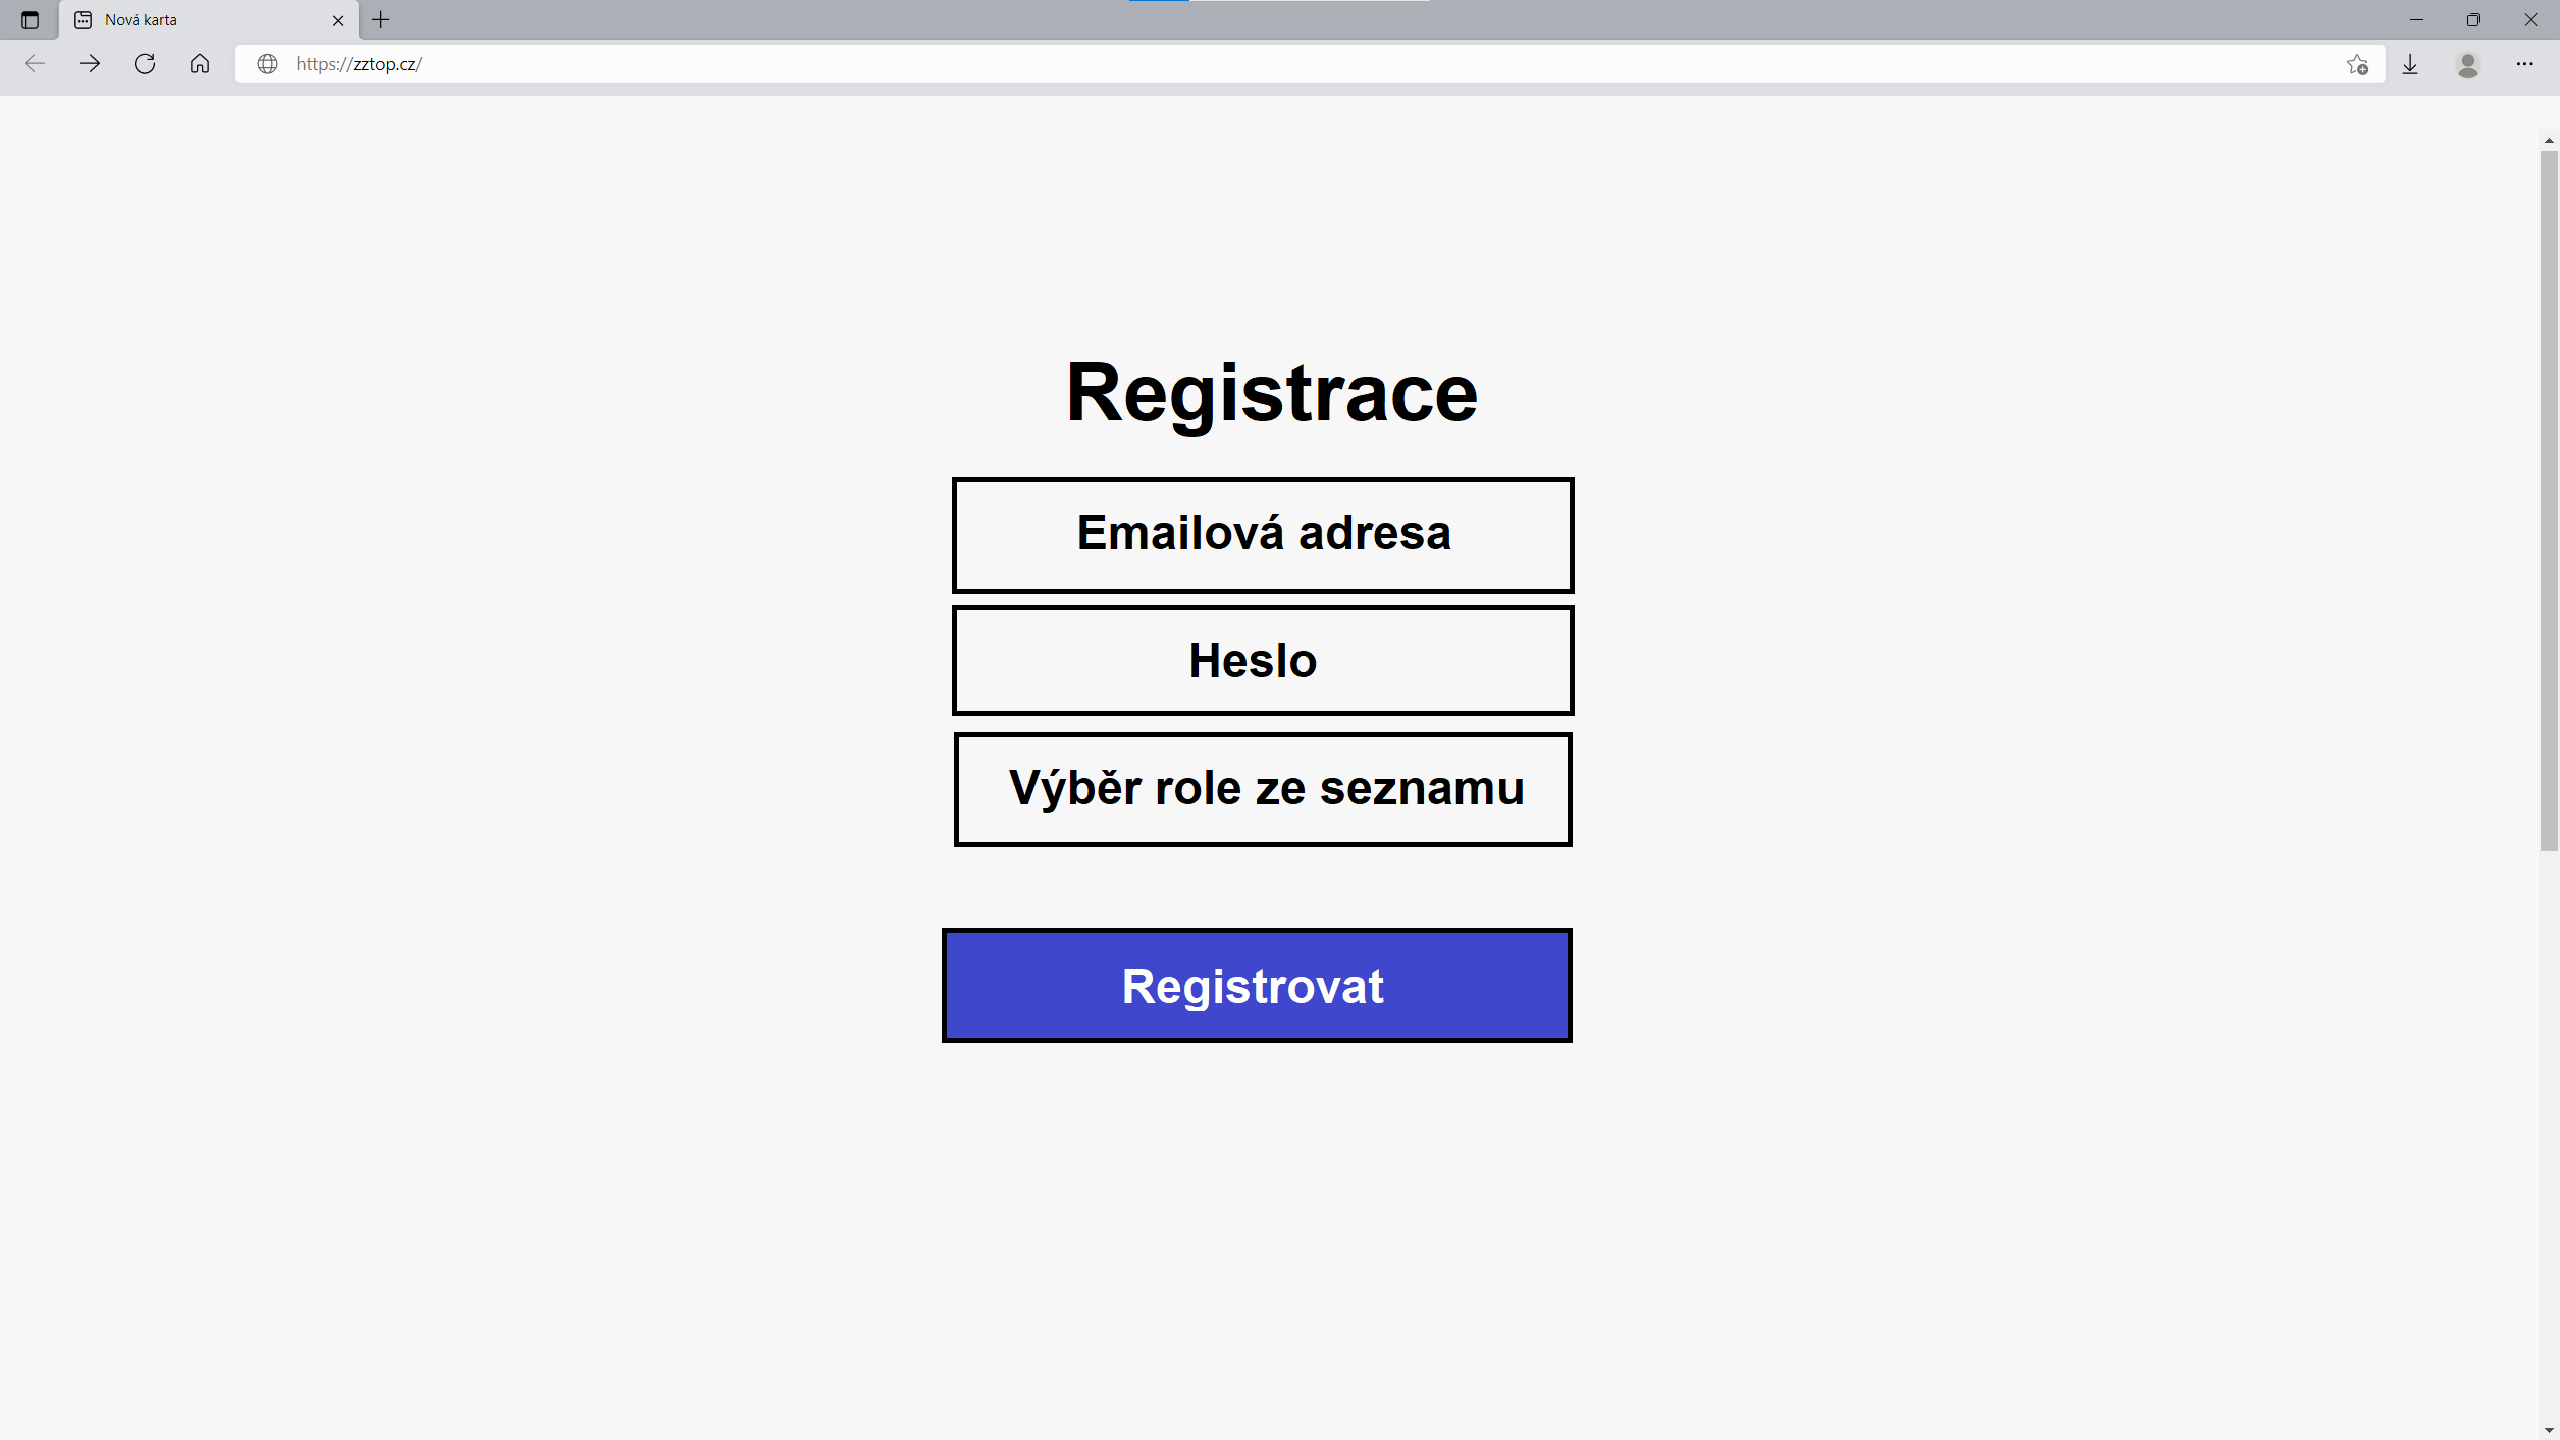 Nová karta
https://zztop.cz/
Registrace
Emailová adresa
Heslo
Výběr role ze seznamu
Registrovat